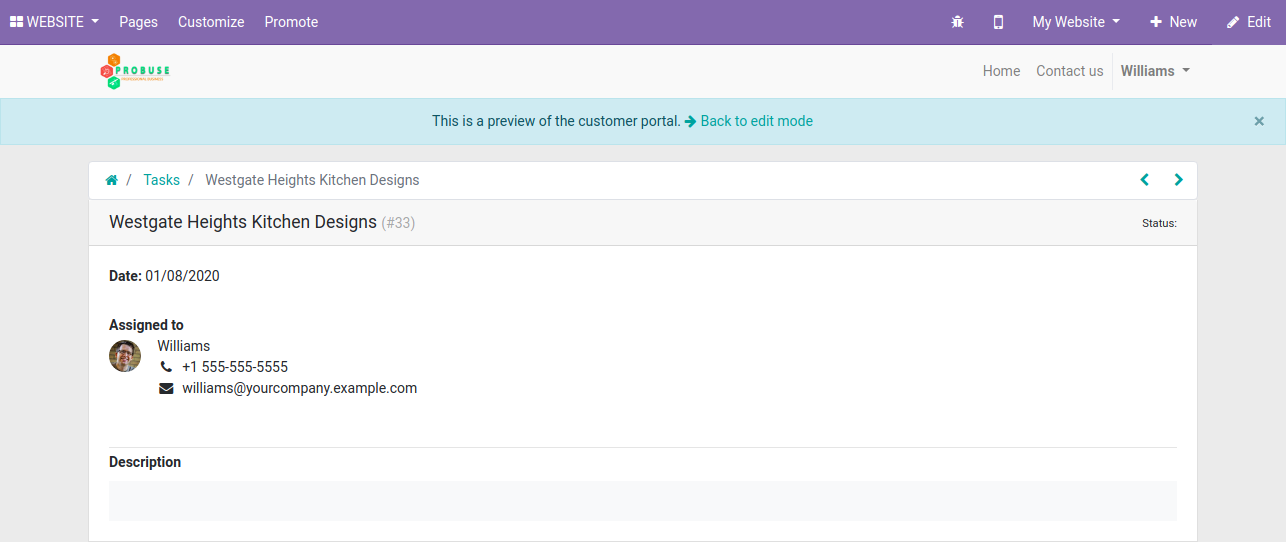 WEBSITE Pages Customize Promote My Website New Edit
PROBUSE Home Contact us Williams
This is a preview of the customer portal. Back to edit mode ×
/ Tasks / Westgate Heights Kitchen Designs
Westgate Heights Kitchen Designs (#33) Status:
Date: 01/08/2020
Assigned to
Williams
+1 555-555-5555
williams@yourcompany.example.com
Description